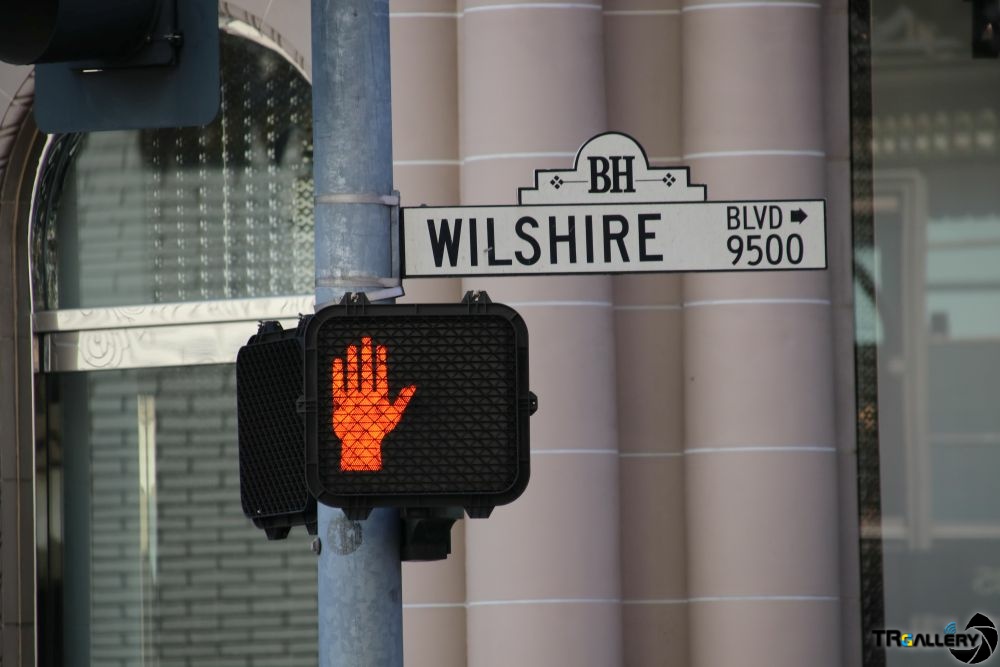 BH
WILSHIRE BLVD →
9500
TRGALLERY